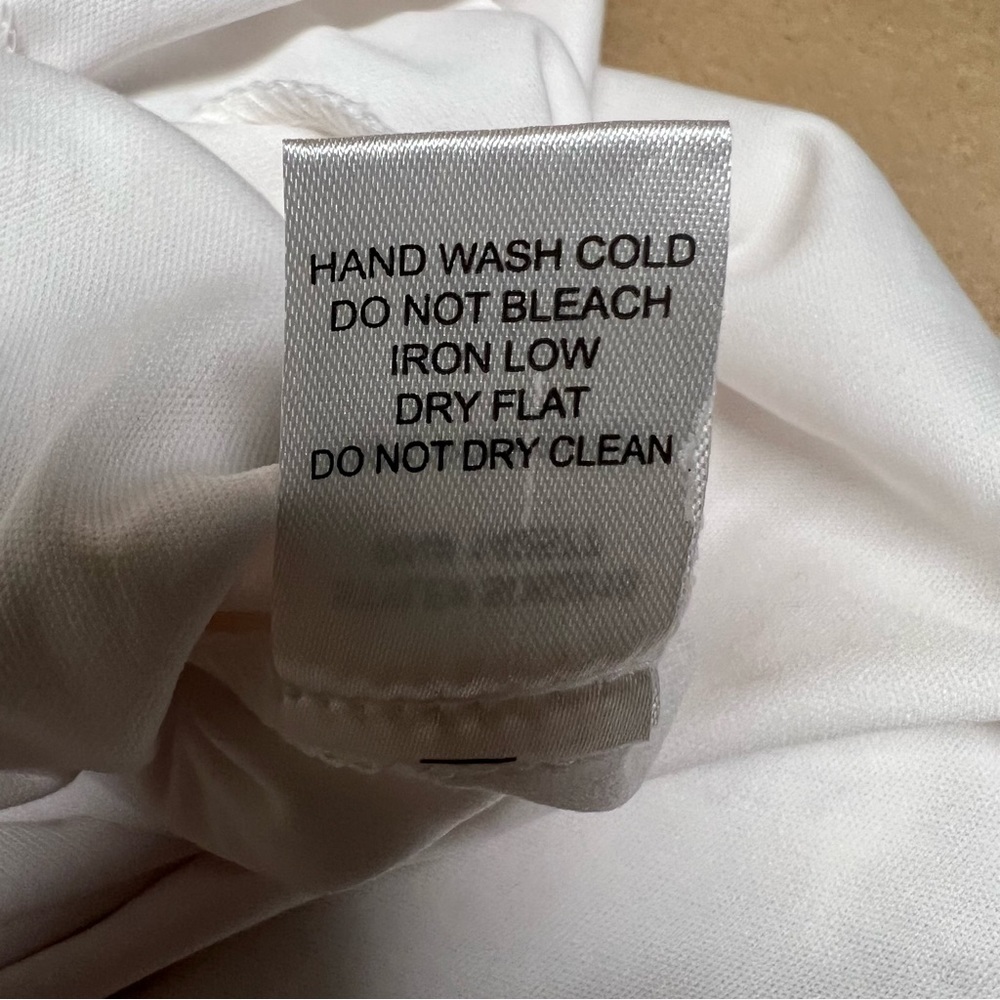 HAND WASH COLD
DO NOT BLEACH
IRON LOW
DRY FLAT
DO NOT DRY CLEAN